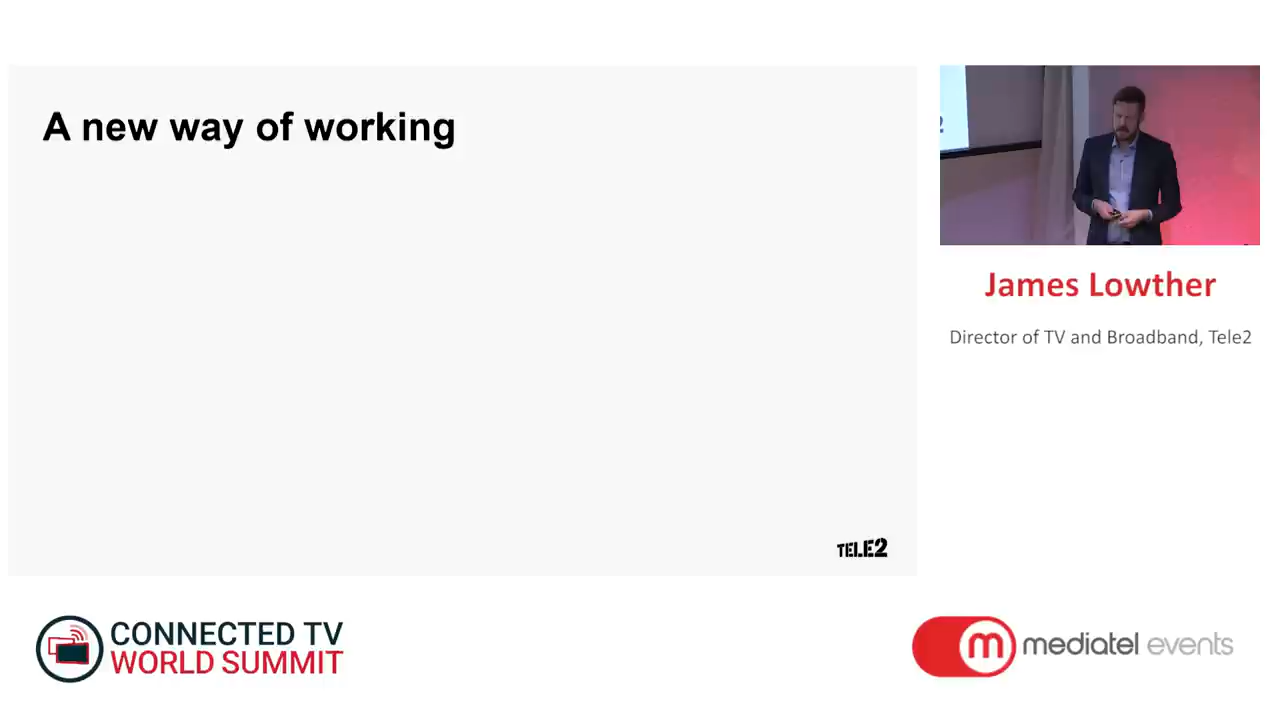 A new way of working
TELE2
James Lowther
Director of TV and Broadband, Tele2
CONNECTED TV
WORLD SUMMIT
m mediatel events